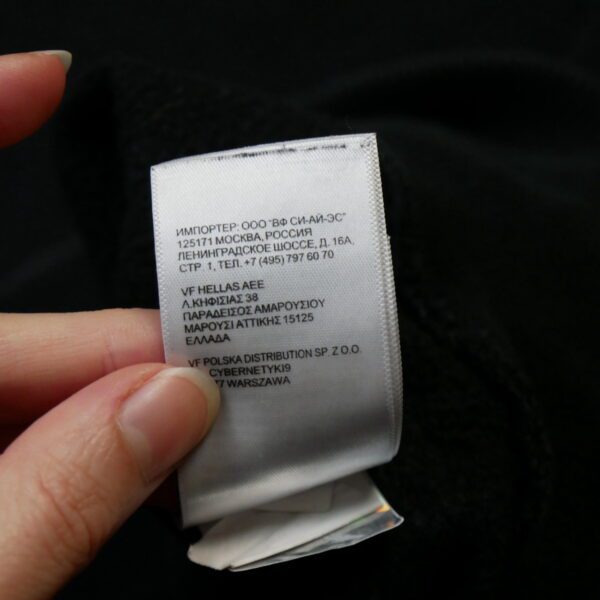 ИМПОРТЕР: ООО "ВФ СИ-АЙ-ЭС"
125171 МОСКВА, РОССИЯ
ЛЕНИНГРАДСКОЕ ШОССЕ, Д. 16А,
СТР. 1, ТЕЛ. +7 (495) 797 60 70
VF HELLAS AEE
Λ.ΚΗΦΙΣΙΑΣ 38
ΠΑΡΑΔΕΙΣΟΣ ΑΜΑΡΟΥΣΙΟΥ
ΜΑΡΟΥΣΙ ΑΤΤΙΚΗΣ 15125
ΕΛΛΑΔΑ
VF POLSKA DISTRIBUTION SP. Z O.O.
CYBERNETYKI9
WARSZAWA